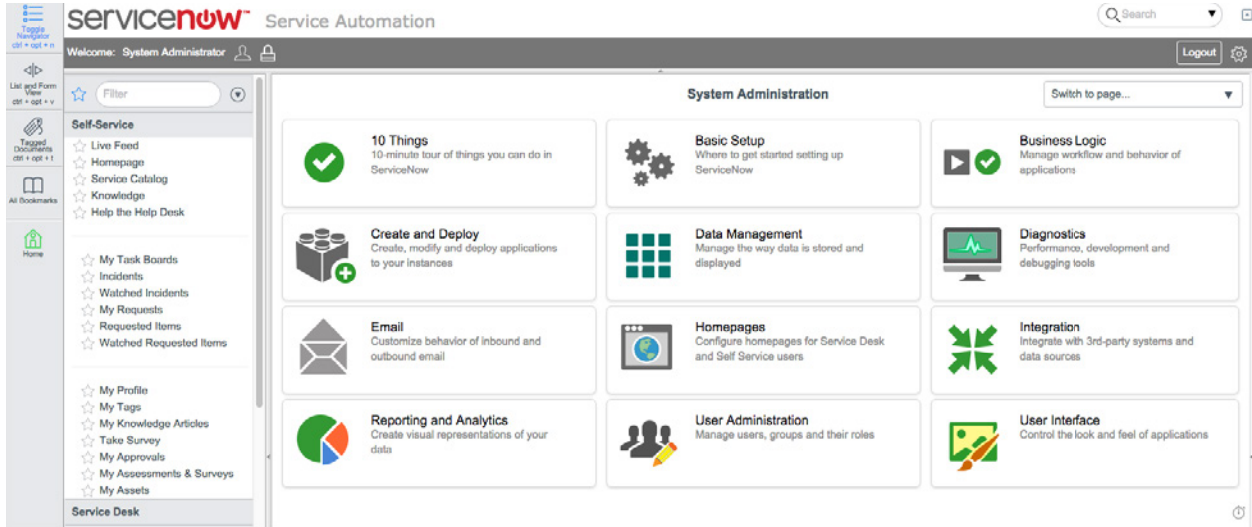 Toggle
Navigator
ctrl + opt + n
servicenow™ Service Automation
Search
Welcome: System Administrator
Logout
List and Form
View
ctrl + opt + v
Tagged
Documents
ctrl + opt + t
All Bookmarks
Home
Filter
Self-Service
Live Feed
Homepage
Service Catalog
Knowledge
Help the Help Desk
My Task Boards
Incidents
Watched Incidents
My Requests
Requested Items
Watched Requested Items
My Profile
My Tags
My Knowledge Articles
Take Survey
My Approvals
My Assessments & Surveys
My Assets
Service Desk
System Administration
Switch to page...
10 Things
10-minute tour of things you can do in
ServiceNow
Basic Setup
Where to get started setting up
ServiceNow
Business Logic
Manage workflow and behavior of
applications
Create and Deploy
Create, modify and deploy applications
to your instances
Data Management
Manage the way data is stored and
displayed
Diagnostics
Performance, development and
debugging tools
Email
Customize behavior of inbound and
outbound email
Homepages
Configure homepages for Service Desk
and Self Service users
Integration
Integrate with 3rd-party systems and
data sources
Reporting and Analytics
Create visual representations of your
data
User Administration
Manage users, groups and their roles
User Interface
Control the look and feel of applications